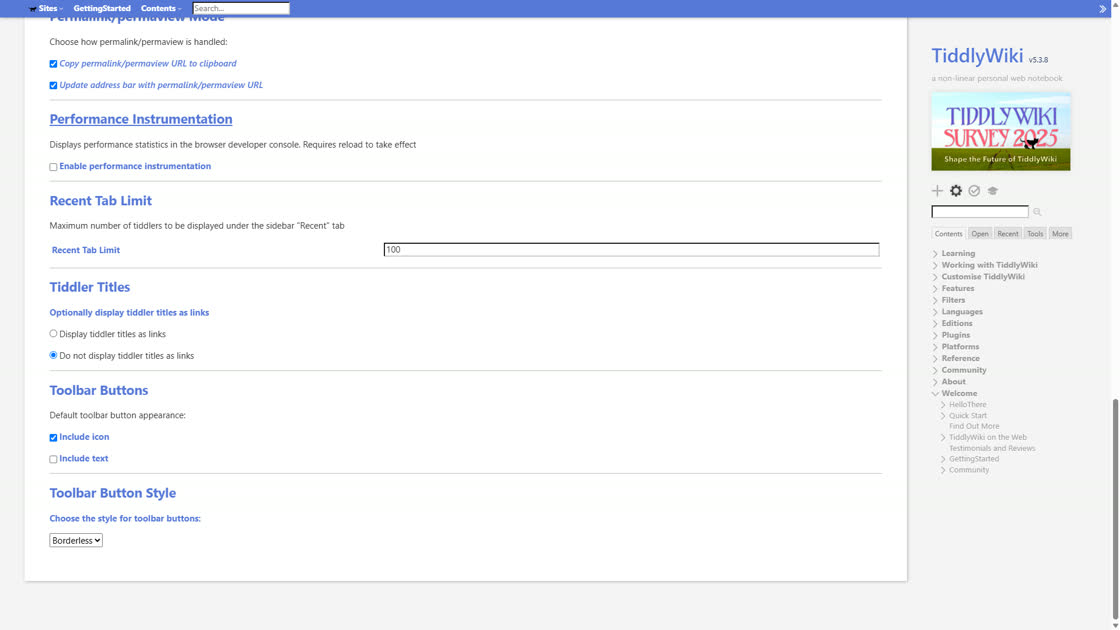 Sites
GettingStarted
Contents
Search...
Permalink/permaview Mode
Choose how permalink/permaview is handled:
Copy permalink/permaview URL to clipboard
Update address bar with permalink/permaview URL
Performance Instrumentation
Displays performance statistics in the browser developer console. Requires reload to take effect
Enable performance instrumentation
Recent Tab Limit
Maximum number of tiddlers to be displayed under the sidebar "Recent" tab
Recent Tab Limit
100
Tiddler Titles
Optionally display tiddler titles as links
Display tiddler titles as links
Do not display tiddler titles as links
Toolbar Buttons
Default toolbar button appearance:
Include icon
Include text
Toolbar Button Style
Choose the style for toolbar buttons:
Borderless
TiddlyWiki v5.3.8
a non-linear personal web notebook
TIDDLYWIKI
SURVEY 2025
Shape the Future of TiddlyWiki
Contents Open Recent Tools More
Learning
Working with TiddlyWiki
Customise TiddlyWiki
Features
Filters
Languages
Editions
Plugins
Platforms
Reference
Community
About
Welcome
HelloThere
Quick Start
Find Out More
TiddlyWiki on the Web
Testimonials and Reviews
GettingStarted
Community